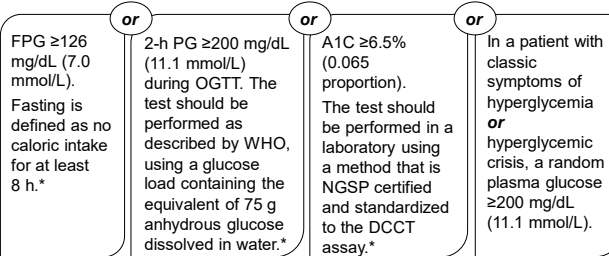 or
or
or
FPG ≥126
mg/dL (7.0
mmol/L).
Fasting is
defined as no
caloric intake
for at least
8 h.*
2-h PG ≥200 mg/dL
(11.1 mmol/L)
during OGTT. The
test should be
performed as
described by WHO,
using a glucose
load containing the
equivalent of 75 g
anhydrous glucose
dissolved in water.*
A1C ≥6.5%
(0.065
proportion).
The test should
be performed in a
laboratory using
a method that is
NGSP certified
and standardized
to the DCCT
assay.*
In a patient with
classic
symptoms of
hyperglycemia
or
hyperglycemic
crisis, a random
plasma glucose
≥200 mg/dL
(11.1 mmol/L).